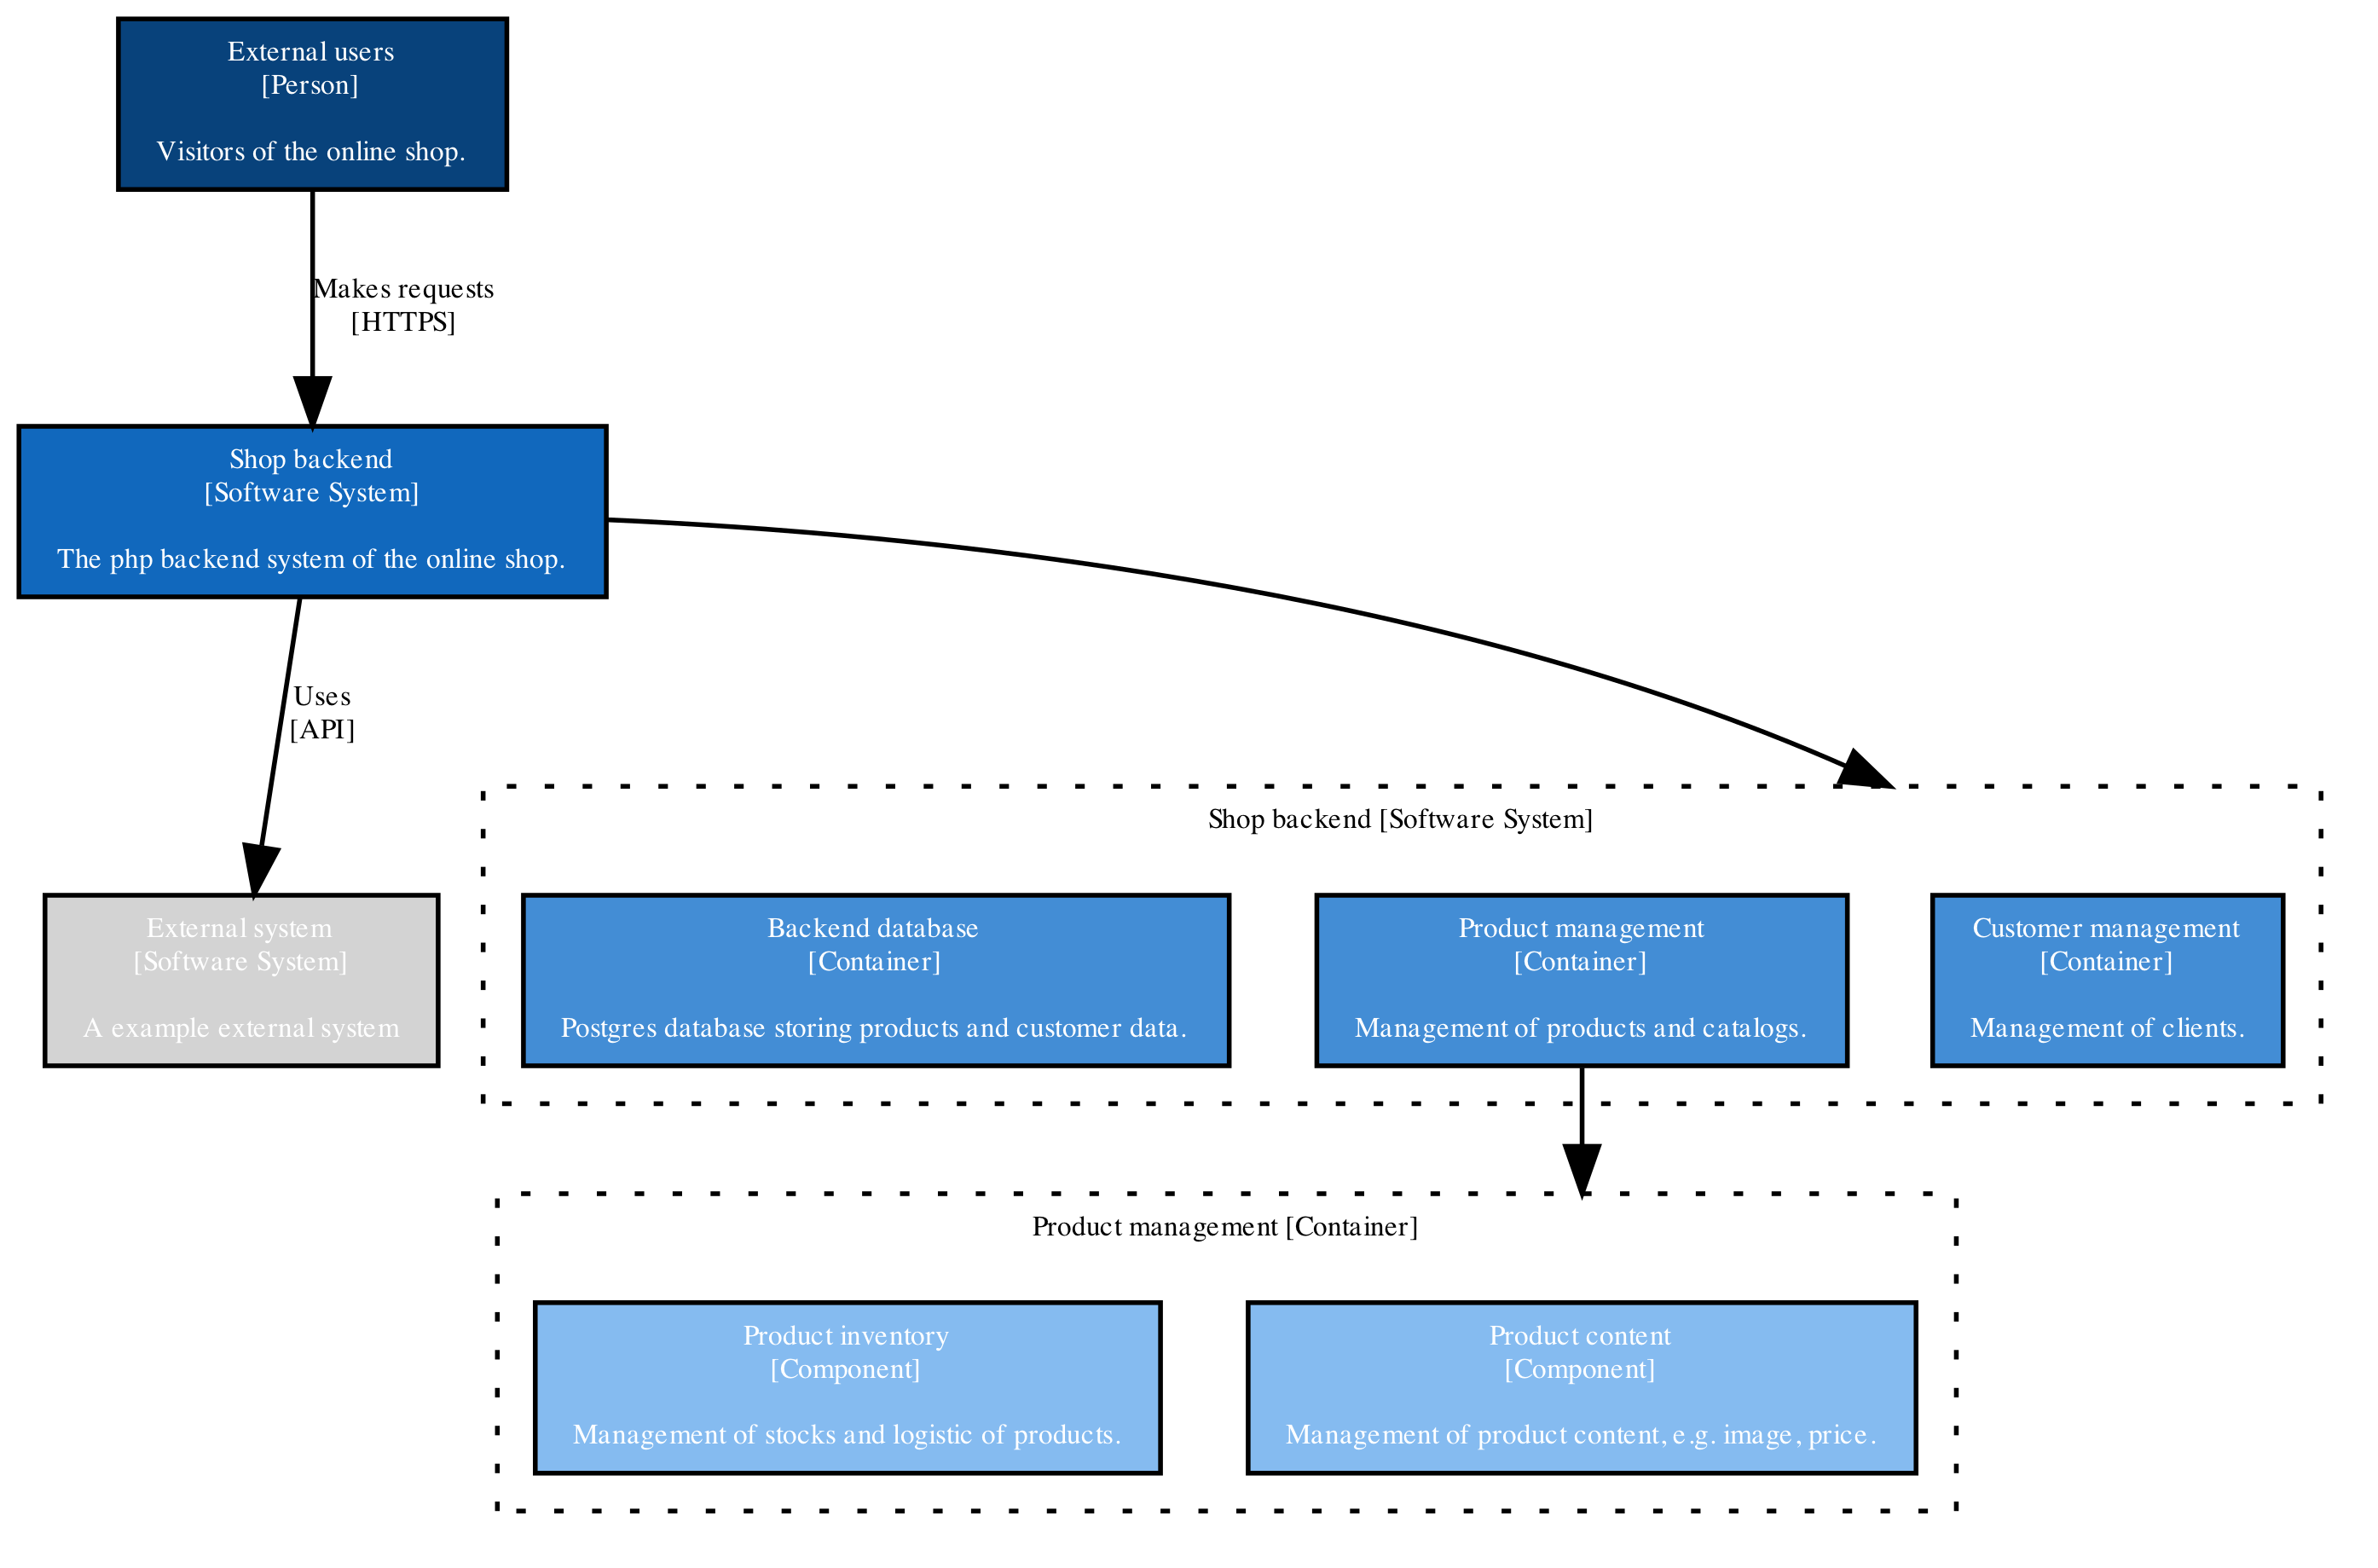 External users
[Person]
Visitors of the online shop.
Makes requests
[HTTPS]
Shop backend
[Software System]
The php backend system of the online shop.
Uses
[API]
External system
[Software System]
A example external system
Shop backend [Software System]
Backend database
[Container]
Postgres database storing products and customer data.
Product management
[Container]
Management of products and catalogs.
Customer management
[Container]
Management of clients.
Product management [Container]
Product inventory
[Component]
Management of stocks and logistic of products.
Product content
[Component]
Management of product content, e.g. image, price.